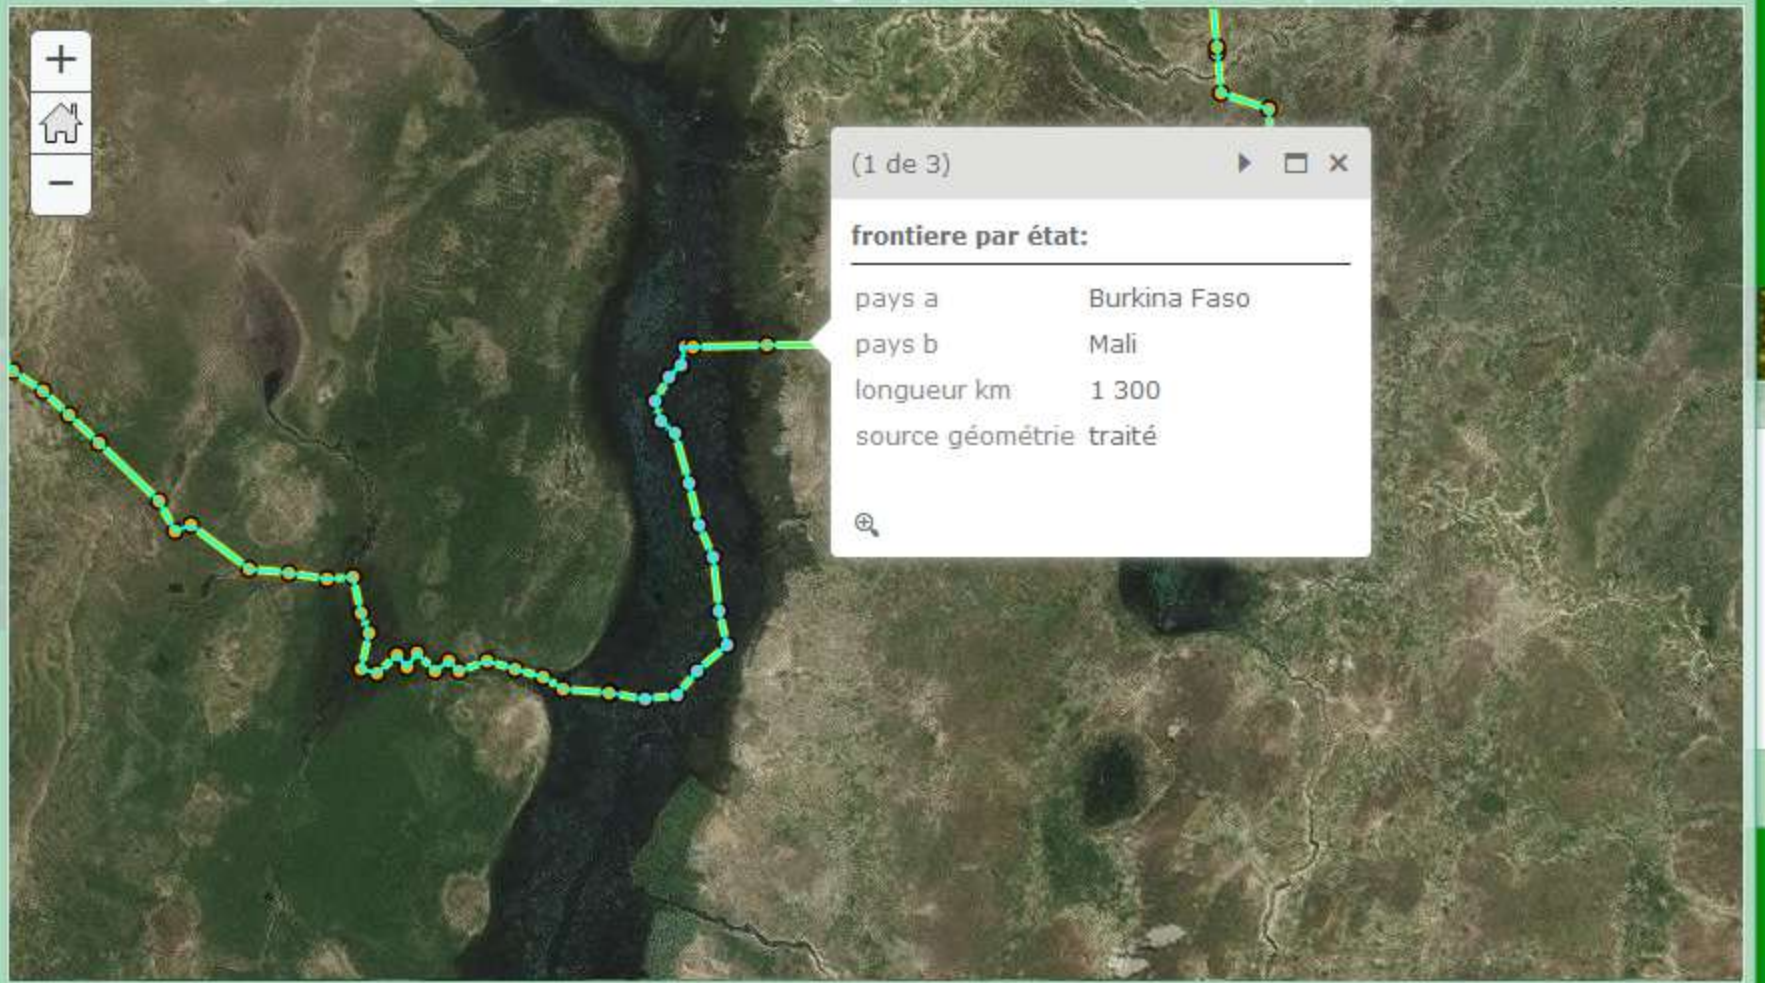 (1 de 3)
frontiere par état:
pays a Burkina Faso
pays b Mali
longueur km 1 300
source géométrie traité